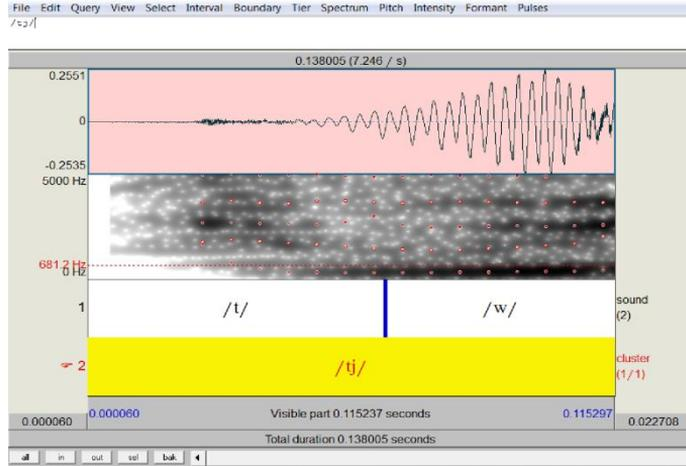 File Edit Query View Select Interval Boundary Tier Spectrum Pitch Intensity Formant Pulses
/tj/
0.138005 (7.246 / s)
0.2551
0
-0.2535
5000 Hz
681.2 Hz
0 Hz
1 /t/ /w/ sound
(2)
☞ 2 /tj/ cluster
(1/1)
0.000060 0.000060 Visible part 0.115237 seconds 0.115297 0.022708
Total duration 0.138005 seconds
all in out sel bak